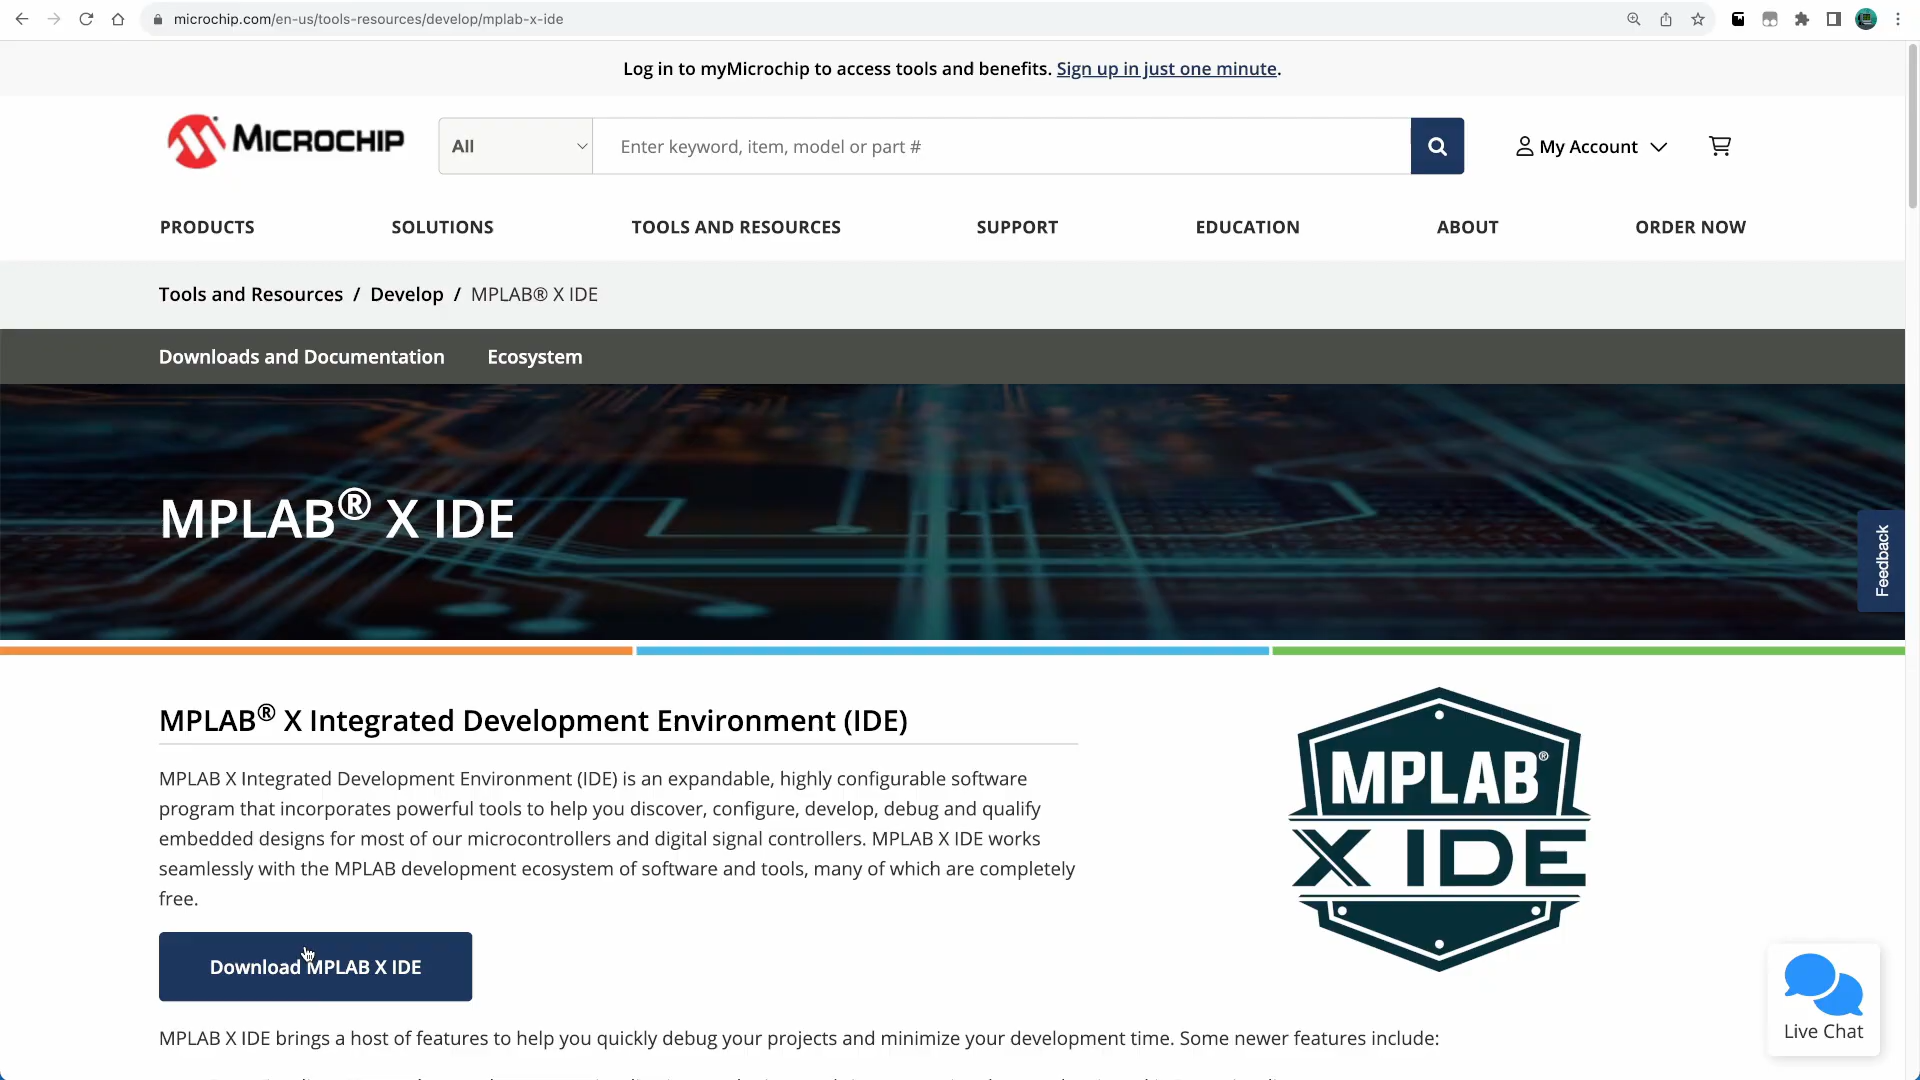 microchip.com/en-us/tools-resources/develop/mplab-x-ide
Log in to myMicrochip to access tools and benefits. Sign up in just one minute.
MICROCHIP
All
Enter keyword, item, model or part #
My Account
PRODUCTS
SOLUTIONS
TOOLS AND RESOURCES
SUPPORT
EDUCATION
ABOUT
ORDER NOW
Tools and Resources / Develop / MPLAB® X IDE
Downloads and Documentation
Ecosystem
MPLAB® X IDE
Feedback
MPLAB® X Integrated Development Environment (IDE)
MPLAB X Integrated Development Environment (IDE) is an expandable, highly configurable software
program that incorporates powerful tools to help you discover, configure, develop, debug and qualify
embedded designs for most of our microcontrollers and digital signal controllers. MPLAB X IDE works
seamlessly with the MPLAB development ecosystem of software and tools, many of which are completely
free.
MPLAB®
X IDE
Download MPLAB X IDE
Live Chat
MPLAB X IDE brings a host of features to help you quickly debug your projects and minimize your development time. Some newer features include: